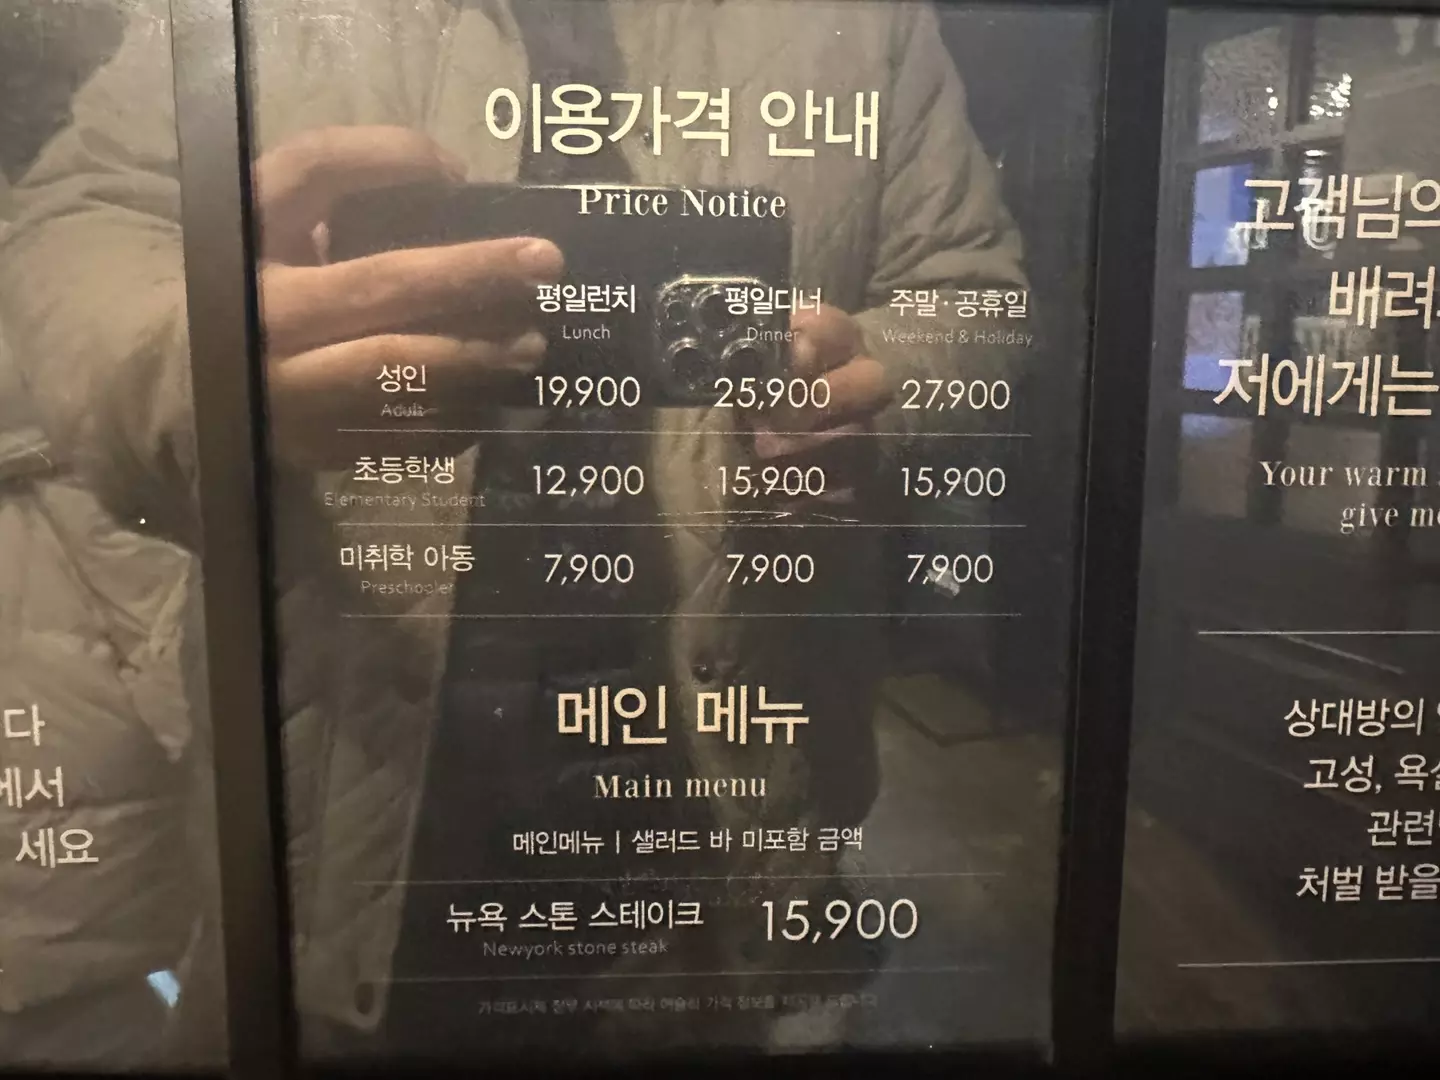 이용가격 안내
Price Notice
평일런치 평일디너 주말·공휴일
Lunch Dinner Weekend & Holiday
성인 19,900 25,900 27,900
Adult
초등학생 12,900 15,900 15,900
Elementary Student
미취학 아동 7,900 7,900 7,900
Preschooler
메인 메뉴
Main menu
메인메뉴 | 샐러드 바 미포함 금액
뉴욕 스톤 스테이크 15,900
Newyork stone steak
다
에서
세요
고객님의
배려
저에게는
Your warm
give me
상대방의
고성,
관련
처벌 받을